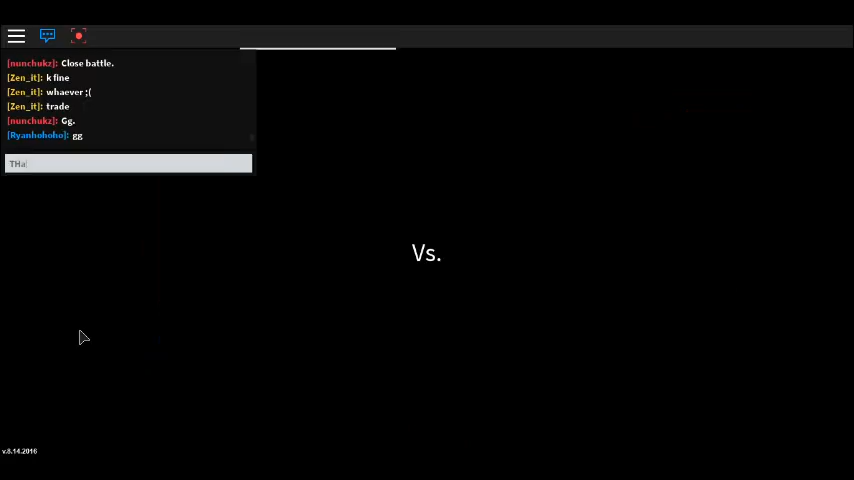 [nunchukz]: Close battle.
[Zen_it]: k fine
[Zen_it]: whaever ;(
[Zen_it]: trade
[nunchukz]: Gg.
[Ryanhohoho]: gg
THa
Vs.
v.8.14.2016